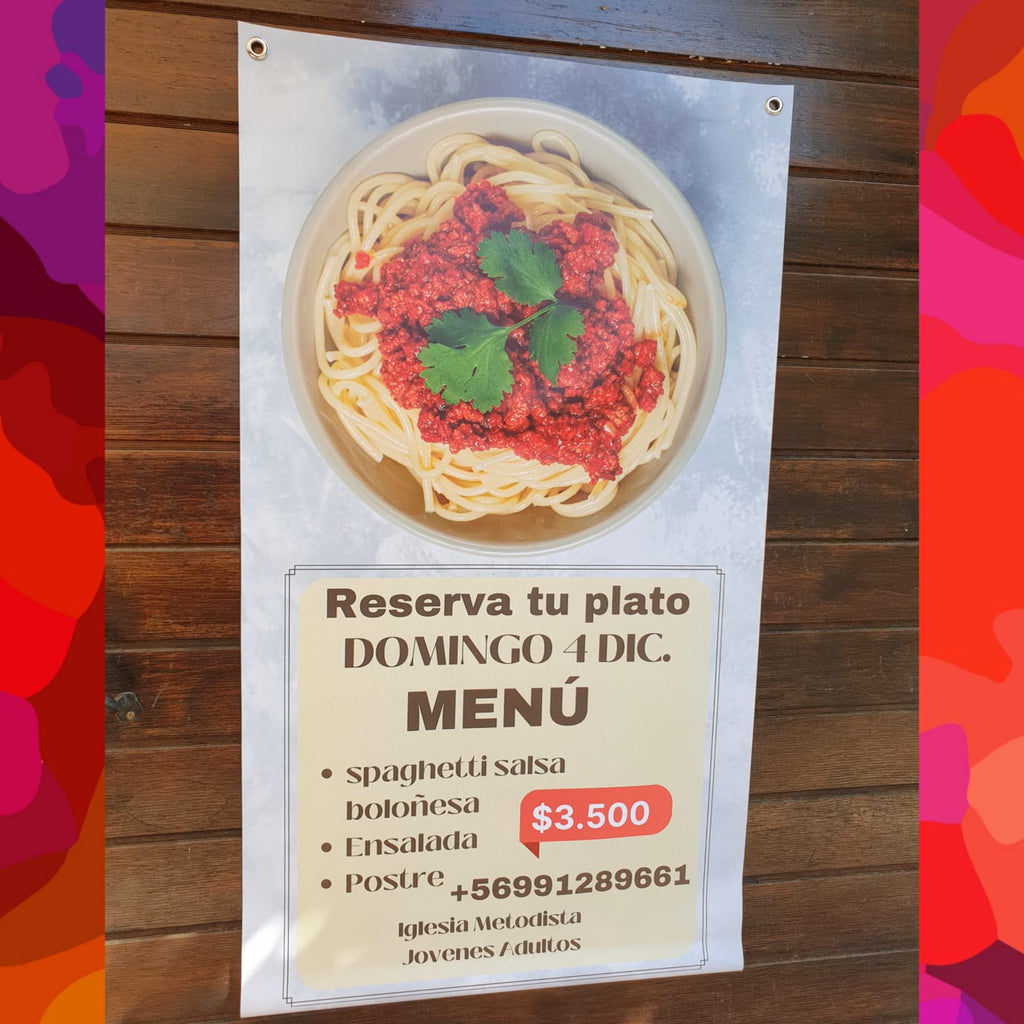 Reserva tu plato
DOMINGO 4 DIC.
MENÚ
• spaghetti salsa
boloñesa
$3.500
• Ensalada
• Postre
+56991289661
Iglesia Metodista
Jovenes Adultos